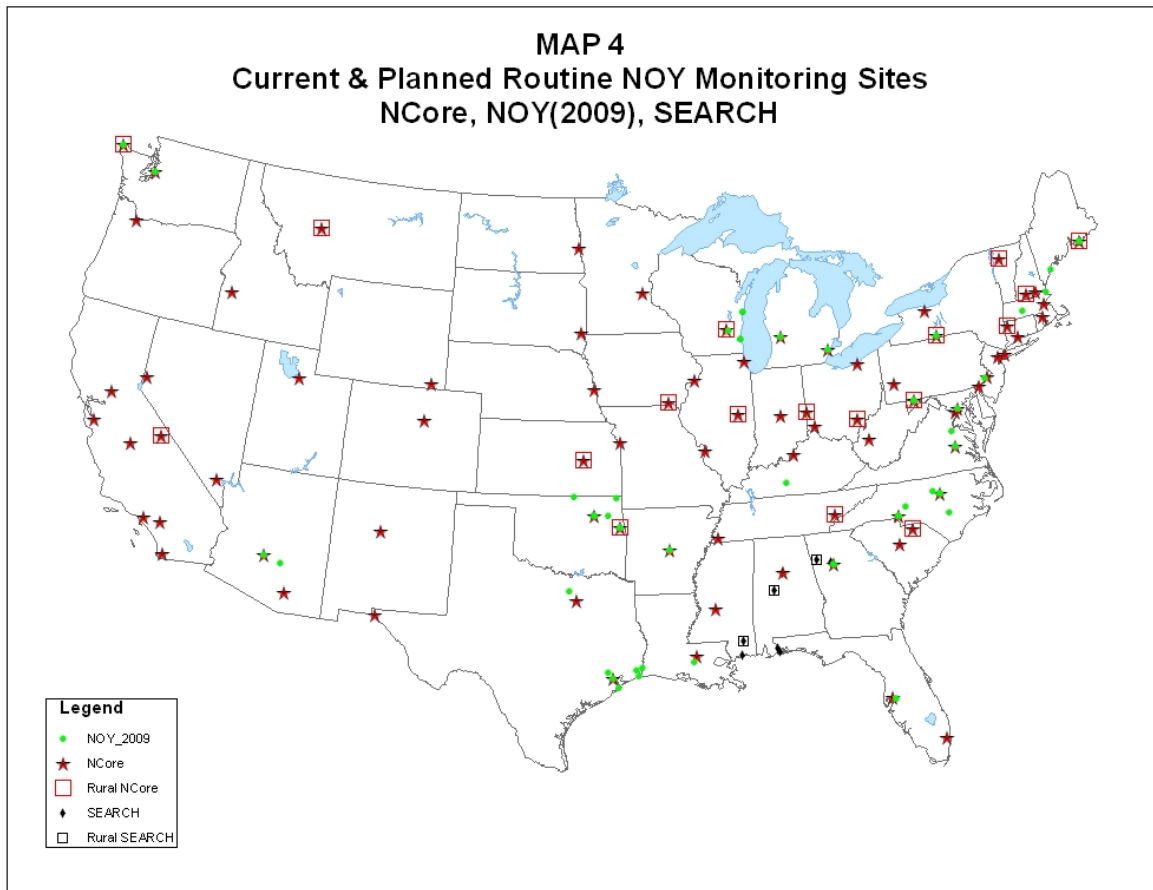 MAP 4
Current & Planned Routine NOY Monitoring Sites
NCore, NOY(2009), SEARCH
Legend
NOY_2009
NCore
Rural NCore
SEARCH
Rural SEARCH